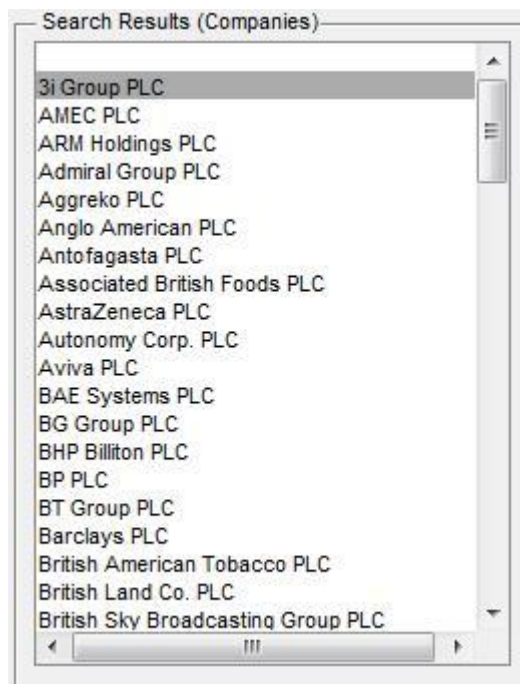 Search Results (Companies)
3i Group PLC
AMEC PLC
ARM Holdings PLC
Admiral Group PLC
Aggreko PLC
Anglo American PLC
Antofagasta PLC
Associated British Foods PLC
AstraZeneca PLC
Autonomy Corp. PLC
Aviva PLC
BAE Systems PLC
BG Group PLC
BHP Billiton PLC
BP PLC
BT Group PLC
Barclays PLC
British American Tobacco PLC
British Land Co. PLC
British Sky Broadcasting Group PLC